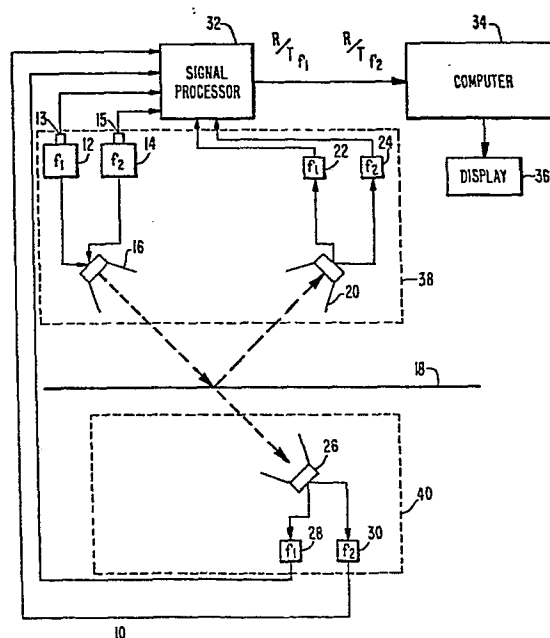 32
34
SIGNAL
PROCESSOR
R/T f1
R/T f2
COMPUTER
13
15
f1
12
f2
14
22
24
f1
f2
DISPLAY
36
16
20
38
18
26
40
f1
28
f2
30
10